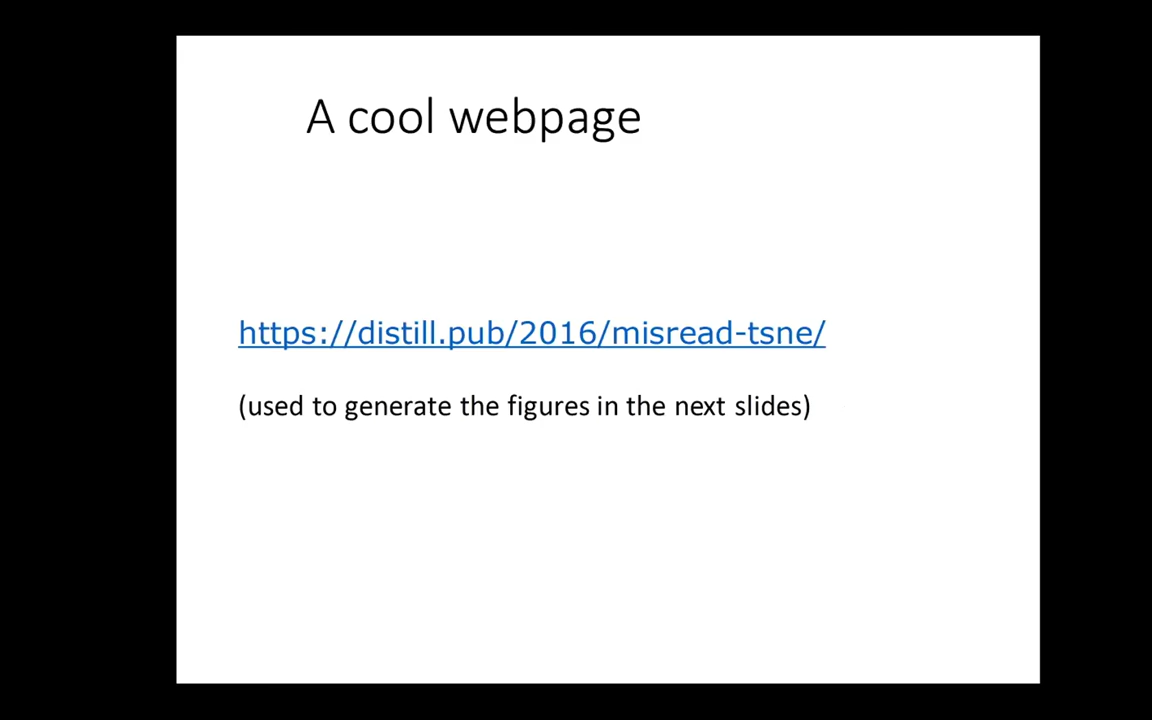 A cool webpage
https://distill.pub/2016/misread-tsne/
(used to generate the figures in the next slides)